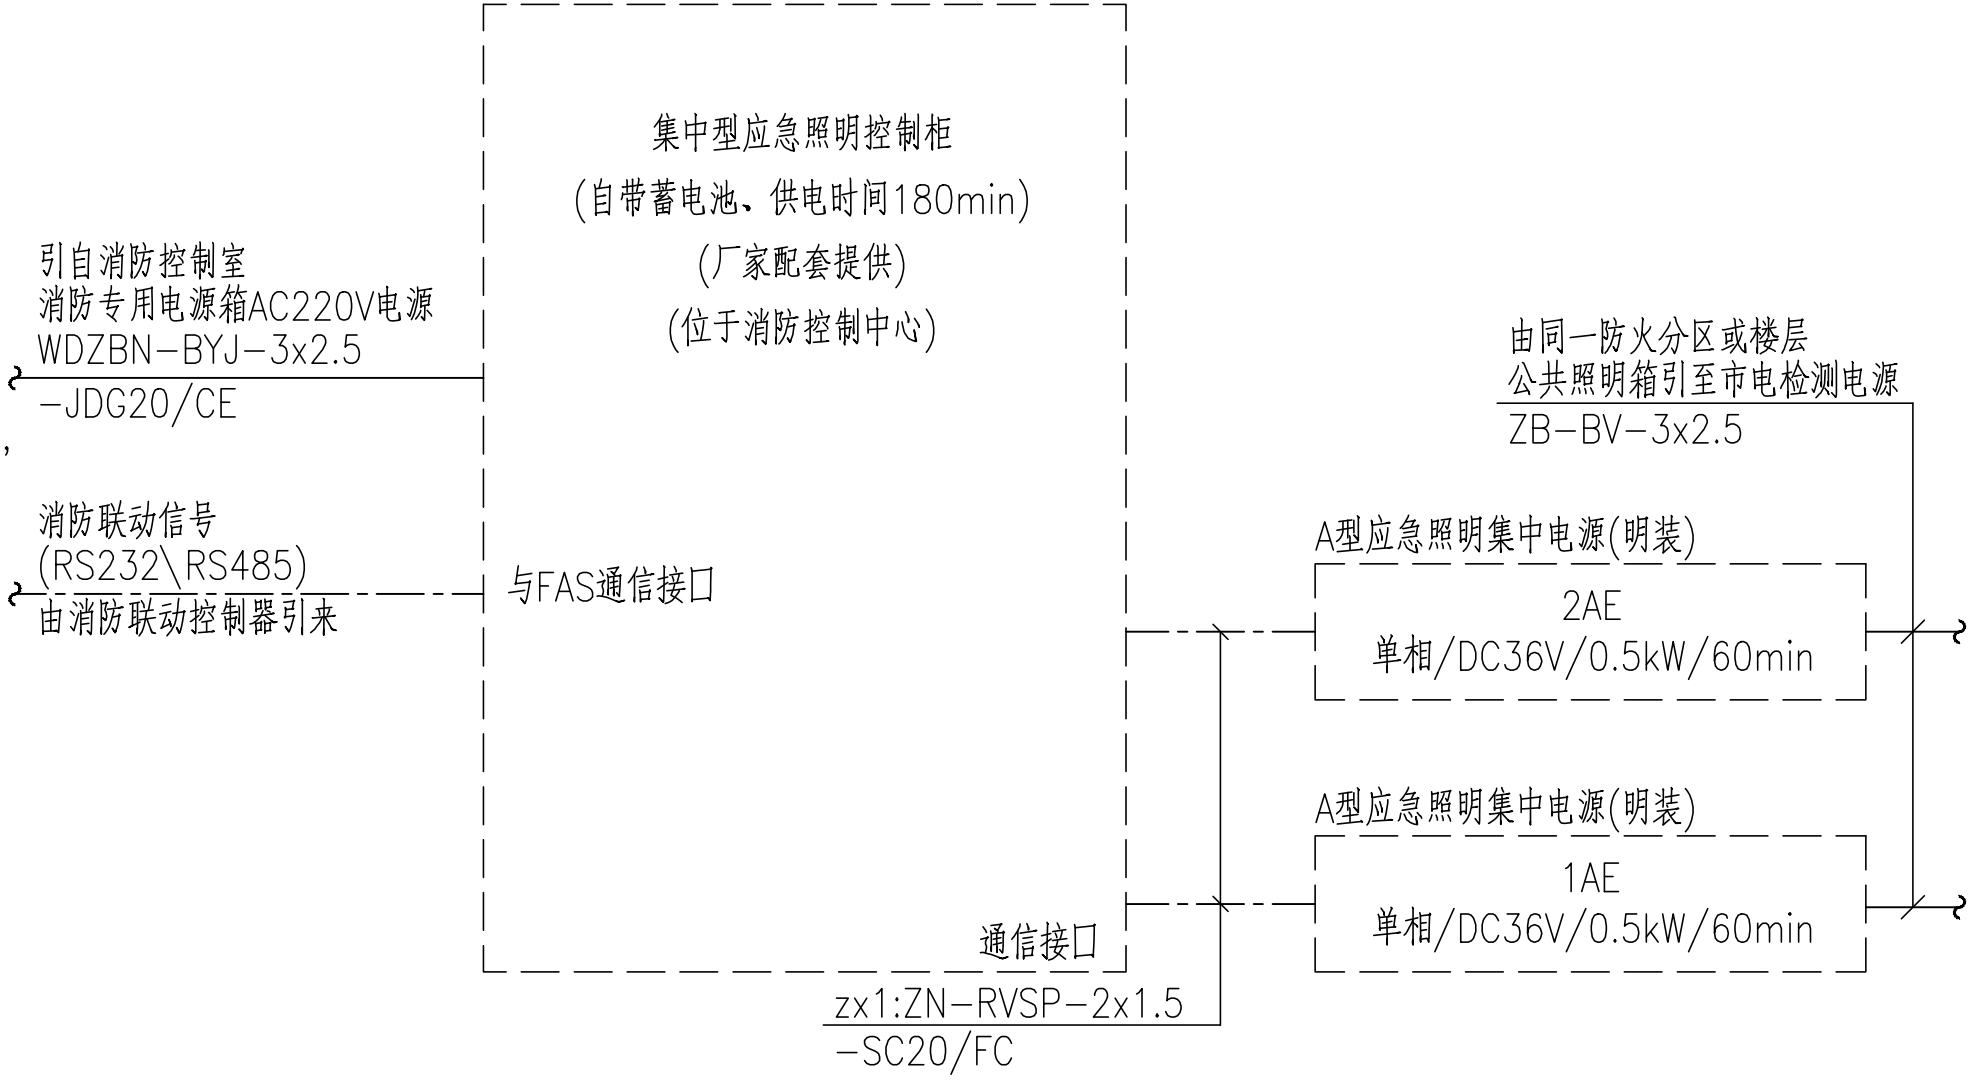 集中型应急照明控制柜
(自带蓄电池、供电时间180min)
(厂家配套提供)
(位于消防控制中心)
引自消防控制室
消防专用电源箱AC220V电源
WDZBN-BYJ-3x2.5
-JDG20/CE
,
消防联动信号
(RS232\RS485)
由消防联动控制器引来
与FAS通信接口
由同一防火分区或楼层
公共照明箱引至市电检测电源
ZB-BV-3x2.5
A型应急照明集中电源(明装)
2AE
单相/DC36V/0.5kW/60min
A型应急照明集中电源(明装)
1AE
单相/DC36V/0.5kW/60min
通信接口
zx1:ZN-RVSP-2x1.5
-SC20/FC